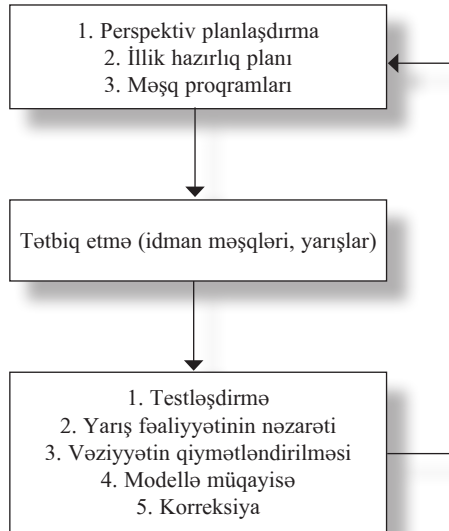 1. Perspektiv planlaşdırma
2. İllik hazırlıq planı
3. Məşq proqramları
Tətbiq etmə (idman məşqləri, yarışlar)
1. Testləşdirmə
2. Yarış fəaliyyətinin nəzarəti
3. Vəziyyətin qiymətləndirilməsi
4. Modellə müqayisə
5. Korreksiya